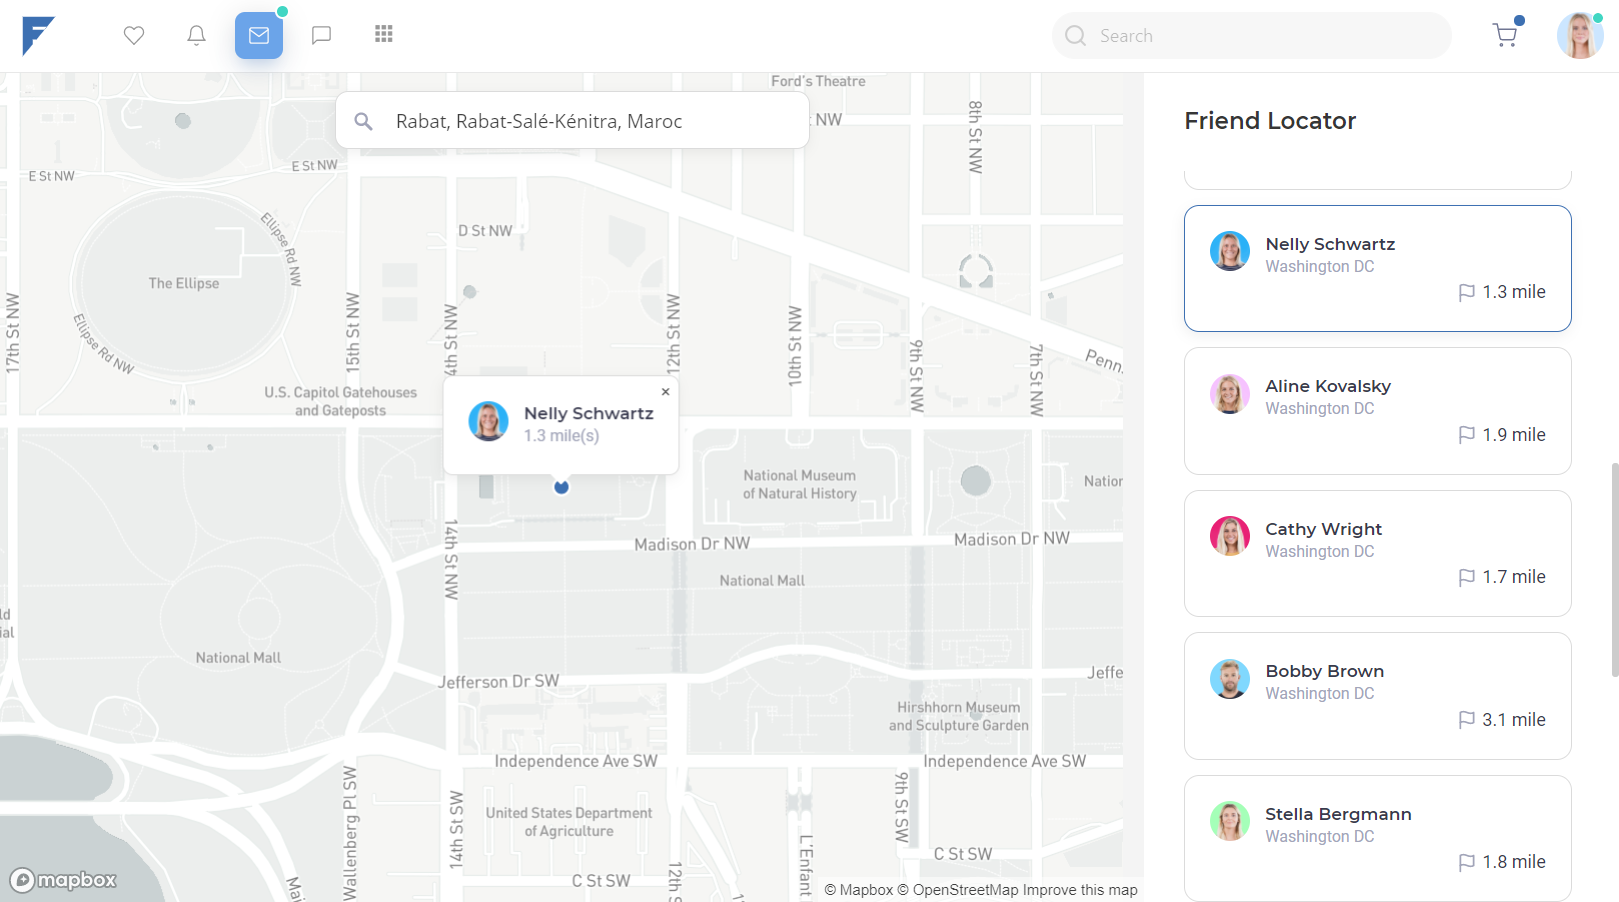 Search
Rabat, Rabat-Salé-Kénitra, Maroc
Ford's Theatre
NW
8th St NW
E St NW
E St NW
Ellipse Rd NW
D St NW
The Ellipse
17th St NW
15th St NW
4th St NW
12th St NW
10th St NW
9th St NW
7th St NW
Penn.
Ellipse Rd NW
U.S. Capitol Gatehouses
and Gateposts
×
Nelly Schwartz
1.3 mile(s)
National Museum
of Natural History
Nation
14th St NW
Madison Dr NW
Madison Dr NW
National Mall
ld
ial
National Mall
Jefferson Dr SW
Jeffe
Hirshhorn Museum
and Sculpture Garden
Independence Ave SW
Independence Ave SW
Wallenberg Pl SW
14th St SW
United States Department
of Agriculture
9th St SW
L'Enfant
C St SW
C St SW
12th S
Mai
mapbox
© Mapbox © OpenStreetMap Improve this map
Friend Locator
Nelly Schwartz
Washington DC
1.3 mile
Aline Kovalsky
Washington DC
1.9 mile
Cathy Wright
Washington DC
1.7 mile
Bobby Brown
Washington DC
3.1 mile
Stella Bergmann
Washington DC
1.8 mile